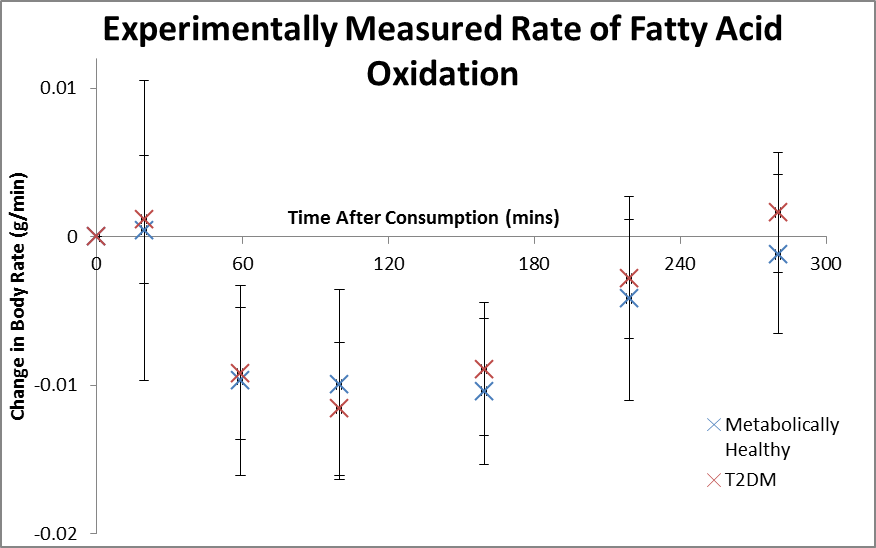 Experimentally Measured Rate of Fatty Acid
Oxidation
0.01
Time After Consumption (mins)
0
0 60 120 180 240 300
Change in Body Rate (g/min)
-0.01
Metabolically
Healthy
T2DM
-0.02